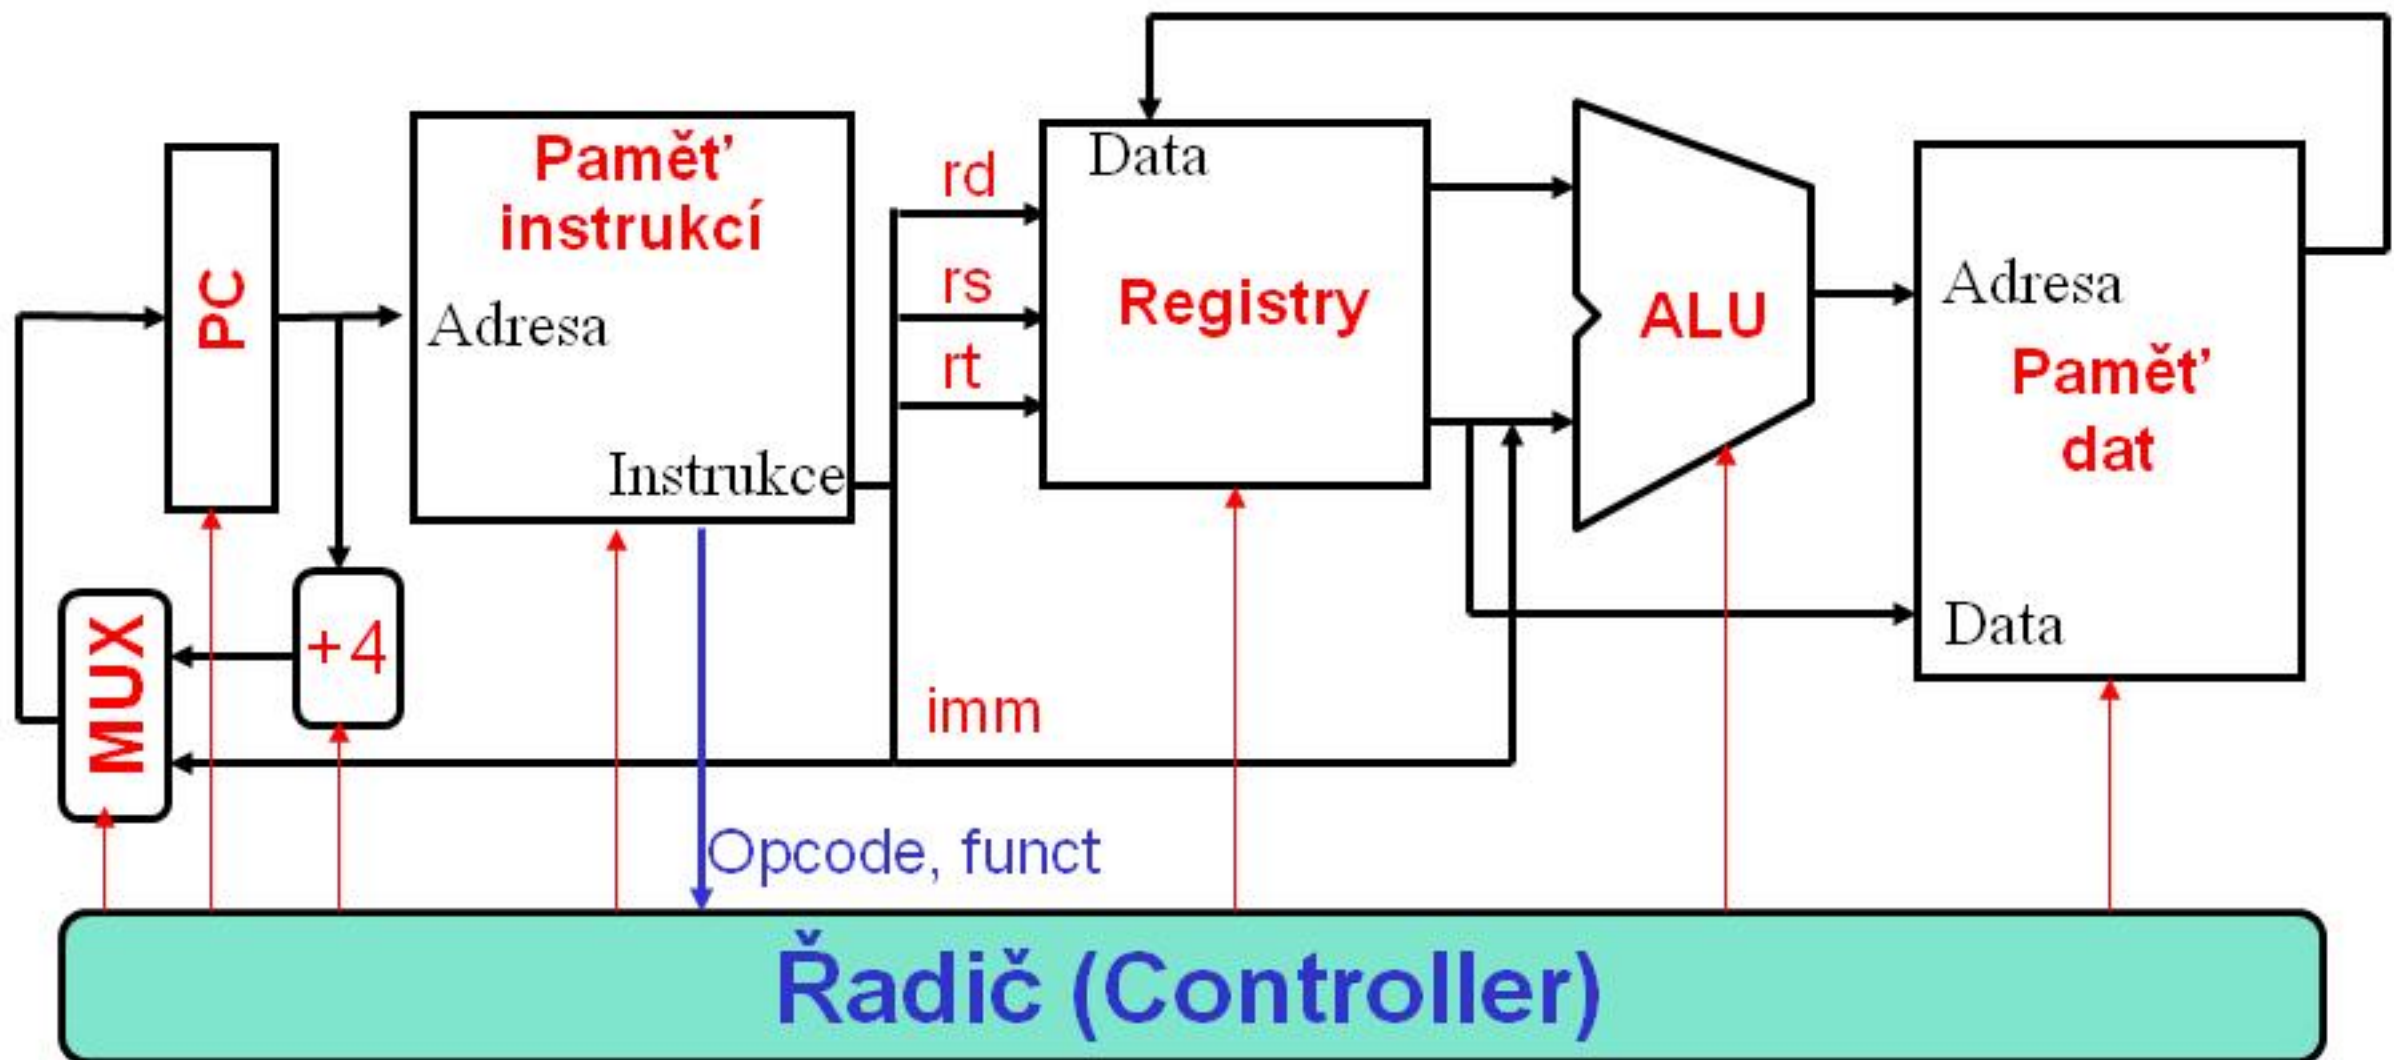 PC
Paměť
instrukcí
Adresa
Instrukce
MUX
+4
rd
rs
rt
imm
Data
Registry
ALU
Adresa
Paměť
dat
Data
Opcode, funct
Řadič (Controller)